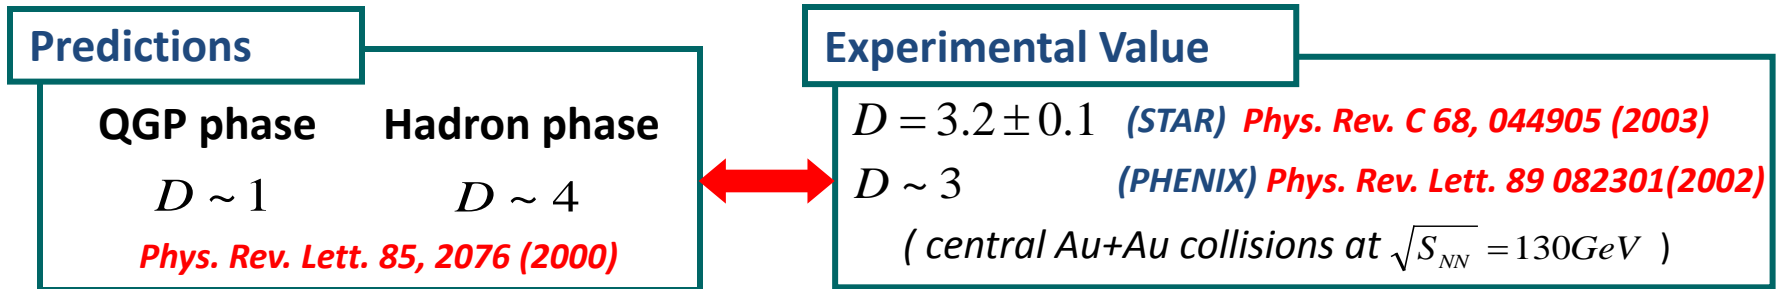 Predictions
QGP phase Hadron phase
D ~ 1 D ~ 4
Phys. Rev. Lett. 85, 2076 (2000)
Experimental Value
D = 3.2 ± 0.1 (STAR) Phys. Rev. C 68, 044905 (2003)
D ~ 3 (PHENIX) Phys. Rev. Lett. 89 082301(2002)
( central Au+Au collisions at √S_NN = 130GeV )